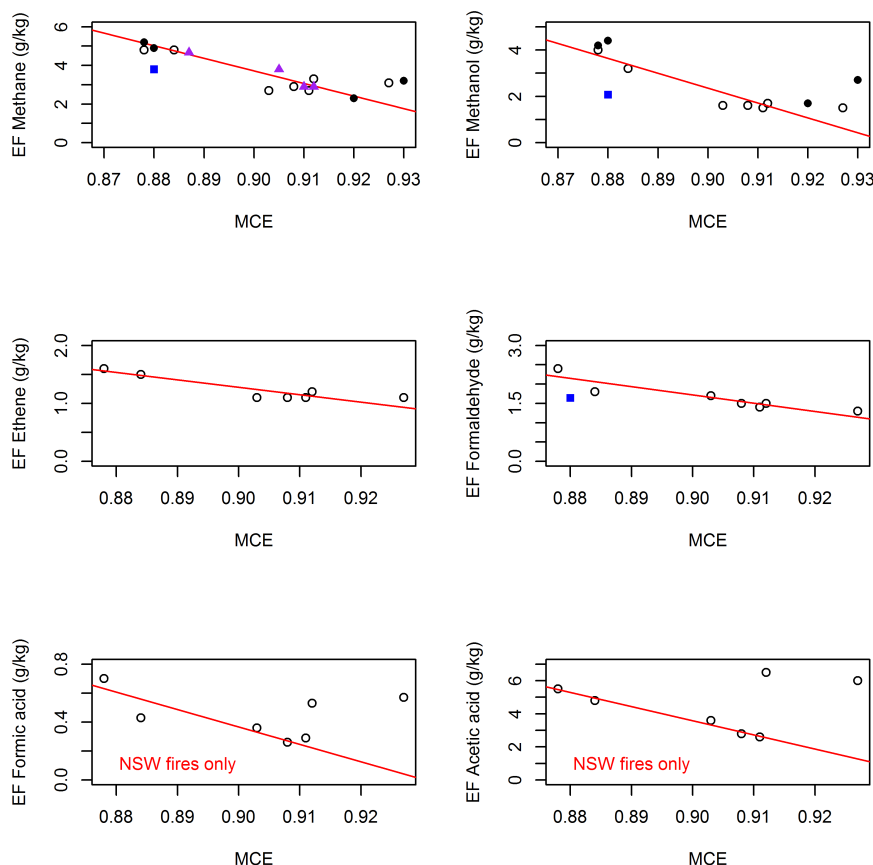 EF Methane (g/kg)
0 2 4 6
0.87 0.88 0.89 0.90 0.91 0.92 0.93
MCE
EF Methanol (g/kg)
0 2 4
0.87 0.88 0.89 0.90 0.91 0.92 0.93
MCE
EF Ethene (g/kg)
0.0 1.0 2.0
0.88 0.89 0.90 0.91 0.92
MCE
EF Formaldehyde (g/kg)
0.0 1.5 3.0
0.88 0.89 0.90 0.91 0.92
MCE
EF Formic acid (g/kg)
0.0 0.4 0.8
NSW fires only
0.88 0.89 0.90 0.91 0.92
MCE
EF Acetic acid (g/kg)
0 2 4 6
NSW fires only
0.88 0.89 0.90 0.91 0.92
MCE